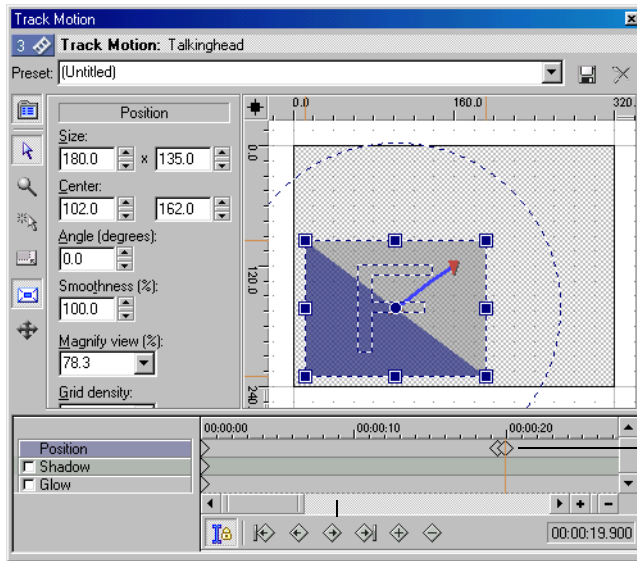 Track Motion
3 Track Motion: Talkinghead
Preset: (Untitled)
Position
Size:
180.0 x 135.0
Center:
102.0 162.0
Angle (degrees):
0.0
Smoothness (%):
100.0
Magnify view (%):
78.3
Grid density:
0.0 160.0 320.
0.0
120.0
240.
00:00:00 00:00:10 00:00:20
Position
Shadow
Glow
00:00:19.900